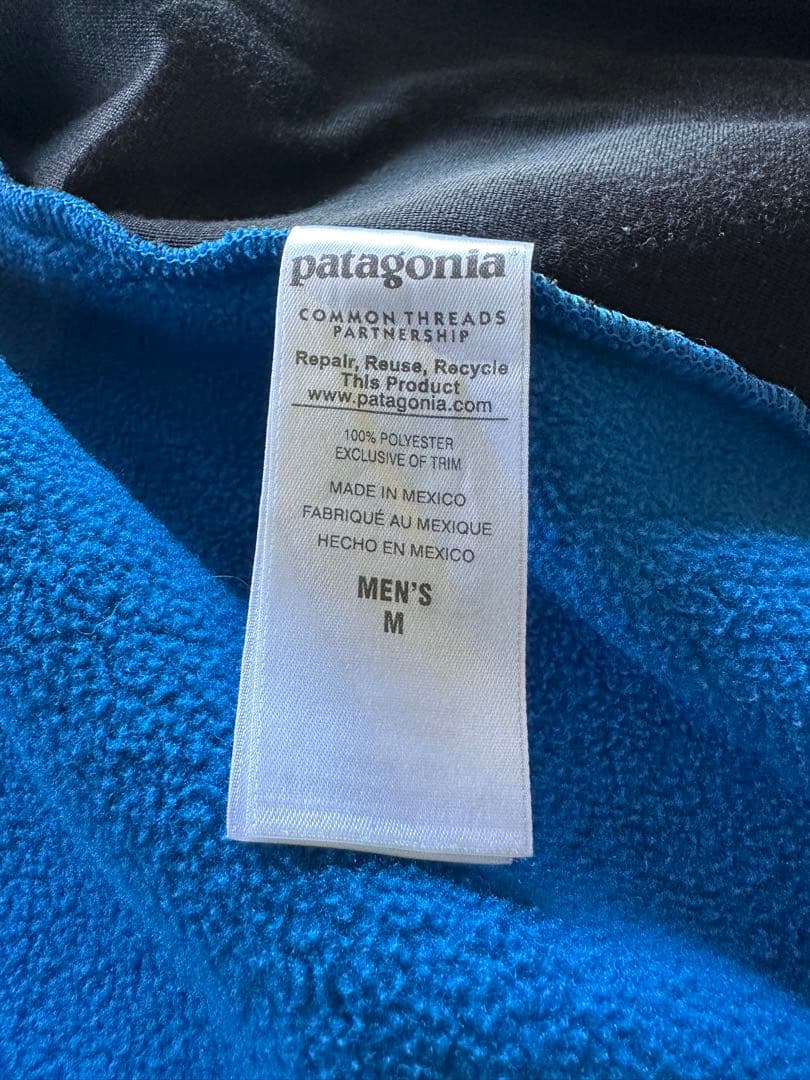 patagonia®
COMMON THREADS
PARTNERSHIP
Repair, Reuse, Recycle
This Product
www.patagonia.com
100% POLYESTER
EXCLUSIVE OF TRIM
MADE IN MEXICO
FABRIQUÉ AU MEXIQUE
HECHO EN MEXICO
MEN'S
M